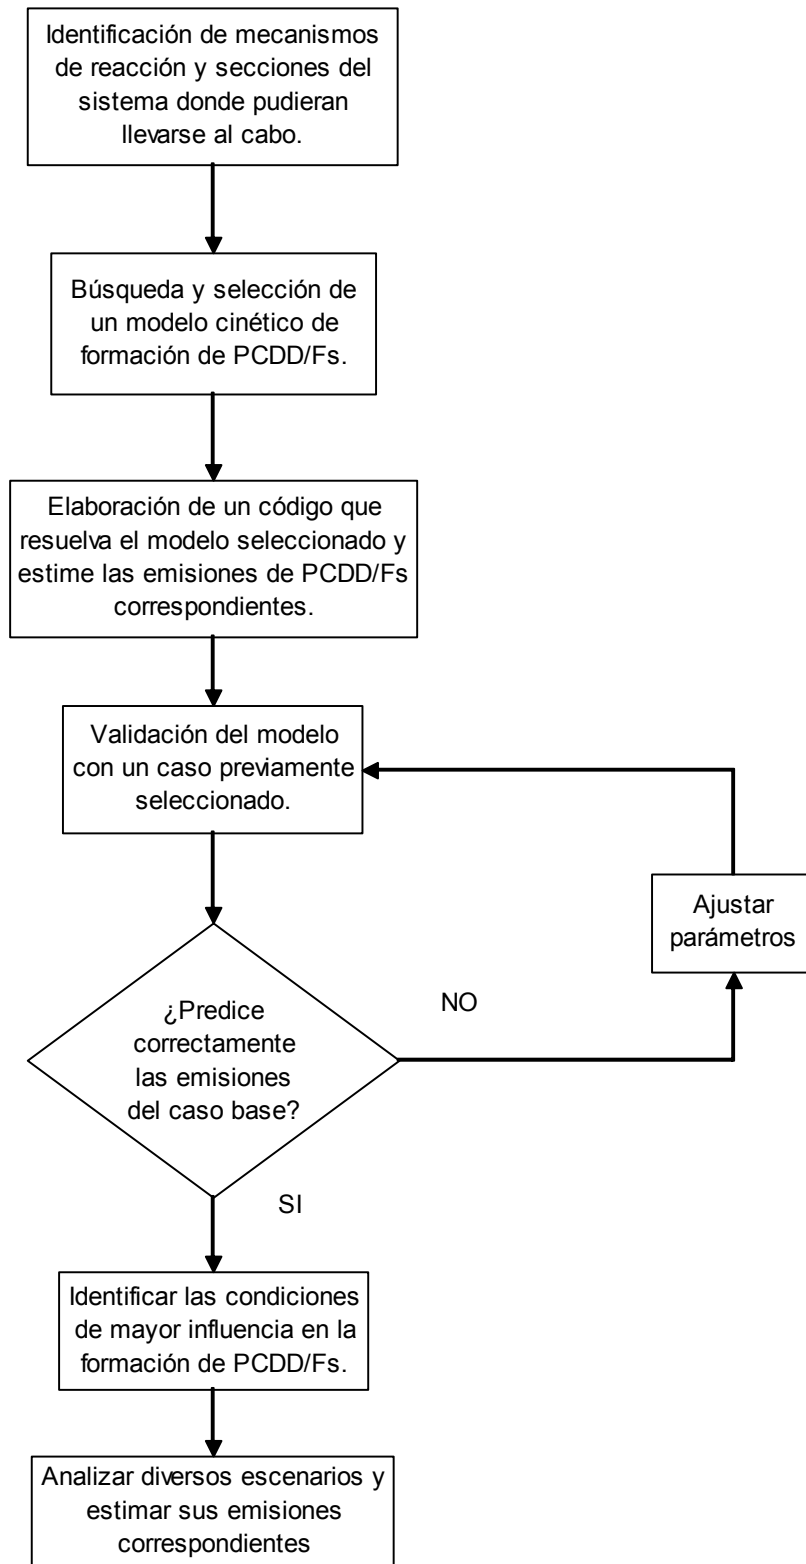 Identificación de mecanismos
de reacción y secciones del
sistema donde pudieran
llevarse al cabo.
Búsqueda y selección de
un modelo cinético de
formación de PCDD/Fs.
Elaboración de un código que
resuelva el modelo seleccionado y
estime las emisiones de PCDD/Fs
correspondientes.
Validación del modelo
con un caso previamente
seleccionado.
Ajustar
parámetros
¿Predice
correctamente
las emisiones
del caso base?
NO
SI
Identificar las condiciones
de mayor influencia en la
formación de PCDD/Fs.
Analizar diversos escenarios y
estimar sus emisiones
correspondientes